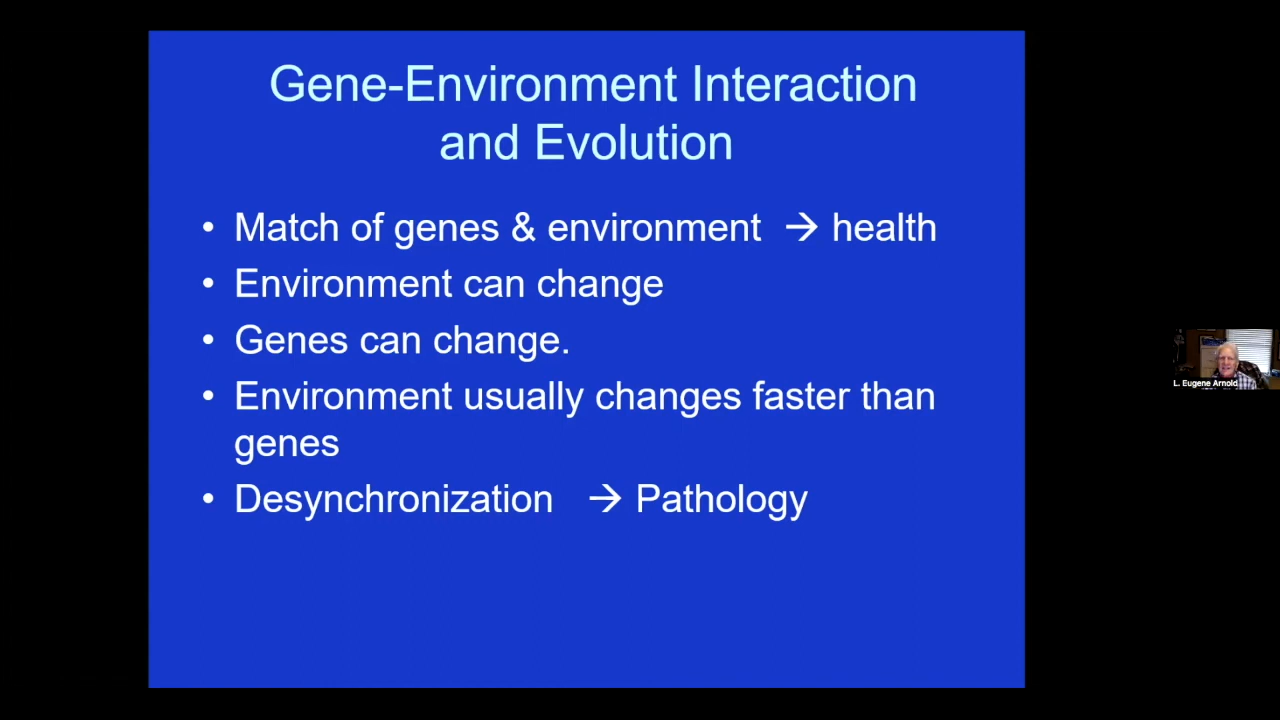 Gene-Environment Interaction
and Evolution
• Match of genes & environment → health
• Environment can change
• Genes can change.
• Environment usually changes faster than
genes
• Desynchronization → Pathology
L. Eugene Arnold